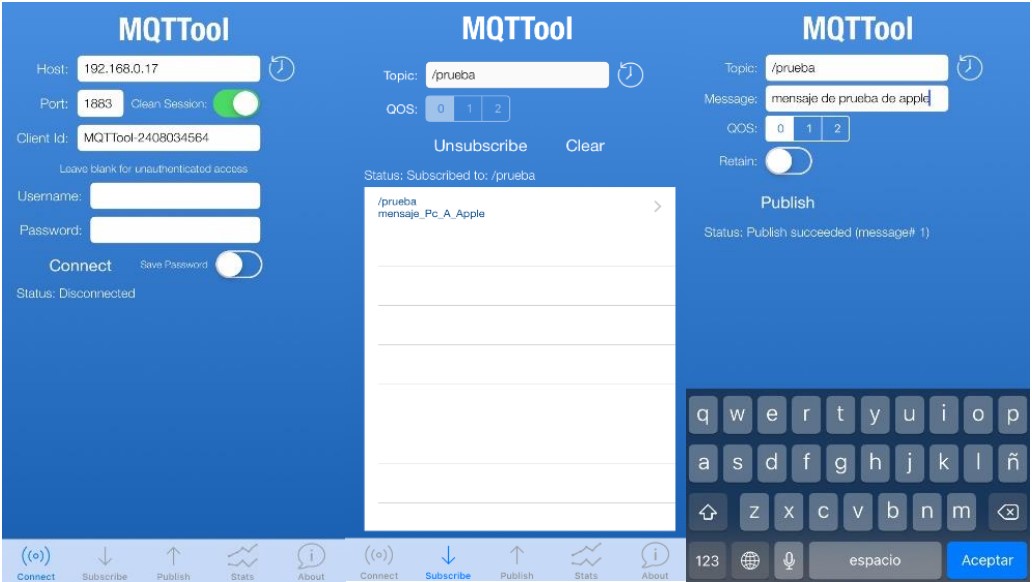 MQTTool
Host: 192.168.0.17
Port: 1883 Clean Session:
Client Id: MQTTool-2408034564
Leave blank for unauthenticated access
Username:
Password:
Connect Save Password
Status: Disconnected
Connect Subscribe Publish Stats About
MQTTool
Topic: /prueba
QOS: 0 1 2
Unsubscribe Clear
Status: Subscribed to: /prueba
/prueba
mensaje_Pc_A_Apple
Connect Subscribe Publish Stats About
MQTTool
Topic: /prueba
Message: mensaje de prueba de apple
QOS: 0 1 2
Retain:
Publish
Status: Publish succeeded (message# 1)
q w e r t y u i o p
a s d f g h j k l ñ
z x c v b n m
123 espacio Aceptar